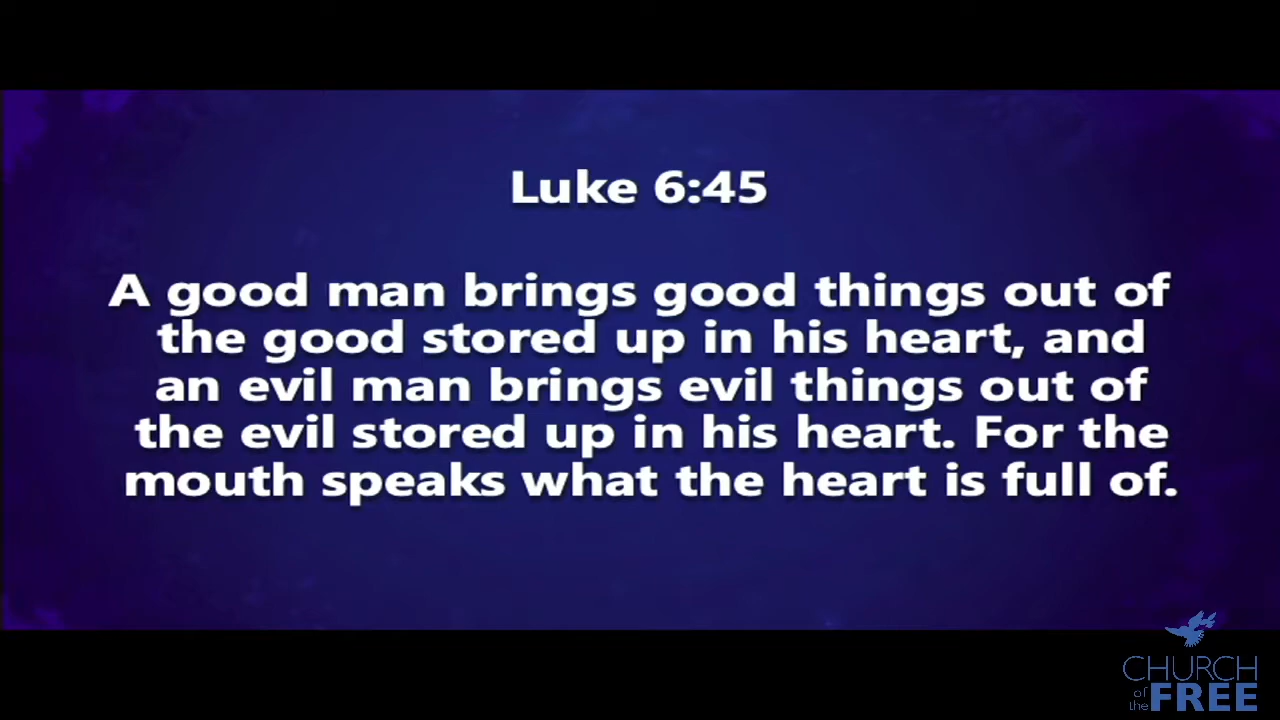 Luke 6:45
A good man brings good things out of
the good stored up in his heart, and
an evil man brings evil things out of
the evil stored up in his heart. For the
mouth speaks what the heart is full of.
CHURCH
of the FREE